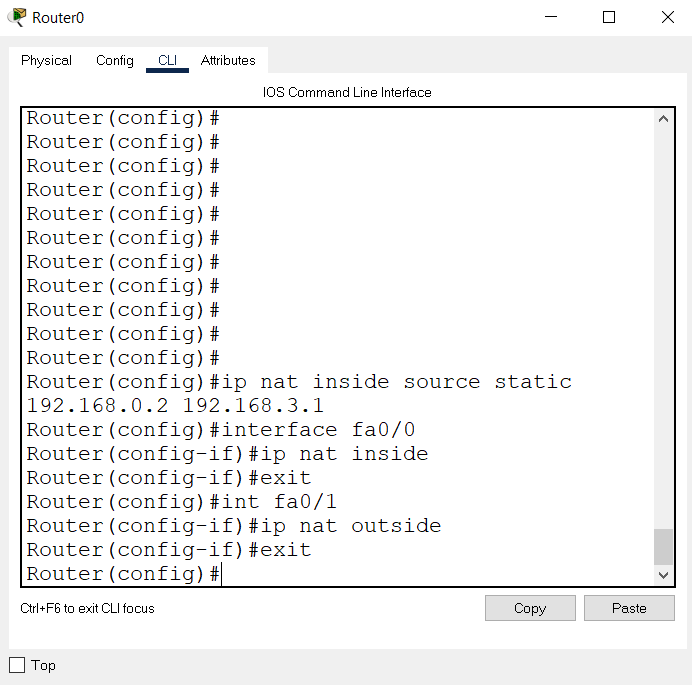 Router0
Physical Config CLI Attributes
IOS Command Line Interface
Router(config)#
Router(config)#
Router(config)#
Router(config)#
Router(config)#
Router(config)#
Router(config)#
Router(config)#
Router(config)#
Router(config)#
Router(config)#
Router(config)#ip nat inside source static
192.168.0.2 192.168.3.1
Router(config)#interface fa0/0
Router(config-if)#ip nat inside
Router(config-if)#exit
Router(config)#int fa0/1
Router(config-if)#ip nat outside
Router(config-if)#exit
Router(config)#
Ctrl+F6 to exit CLI focus
Copy Paste
Top